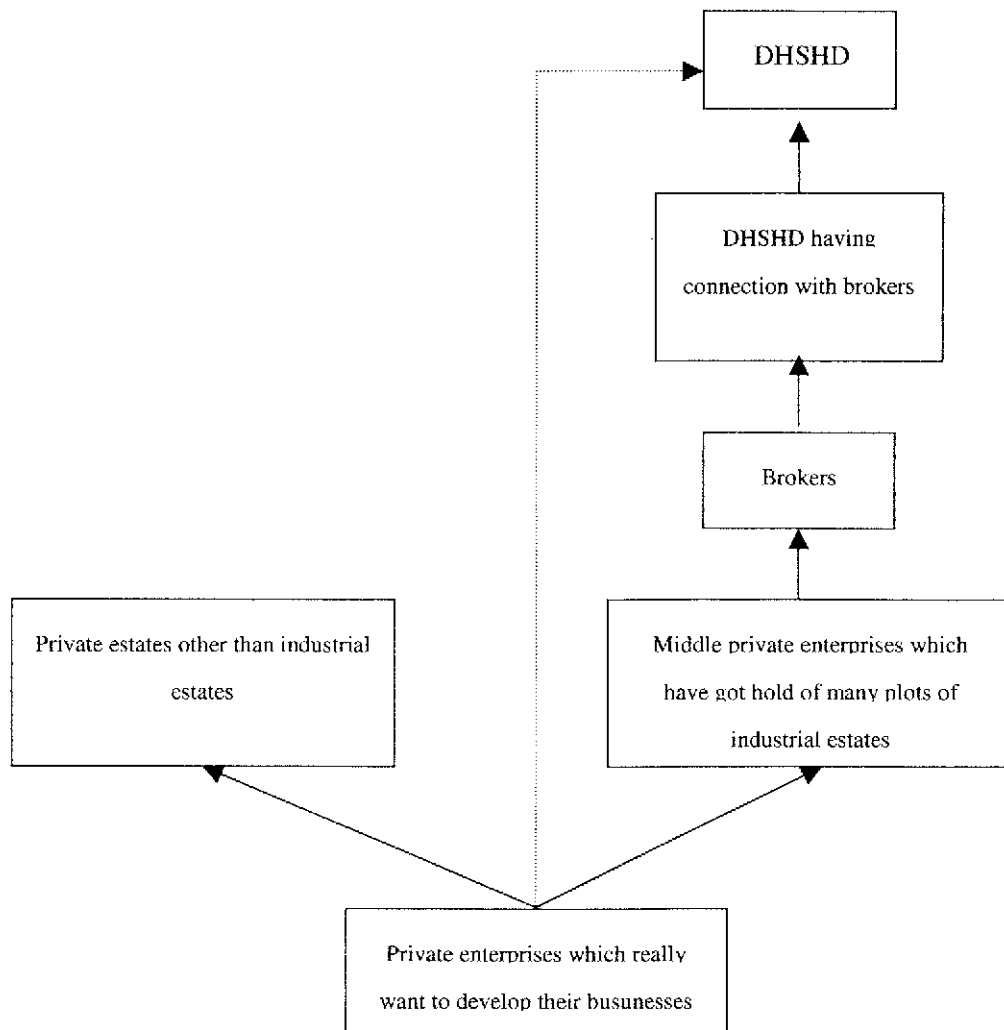 DHSHD
DHSHD having
connection with brokers
Brokers
Private estates other than industrial
estates
Middle private enterprises which
have got hold of many plots of
industrial estates
Private enterprises which really
want to develop their busunesses